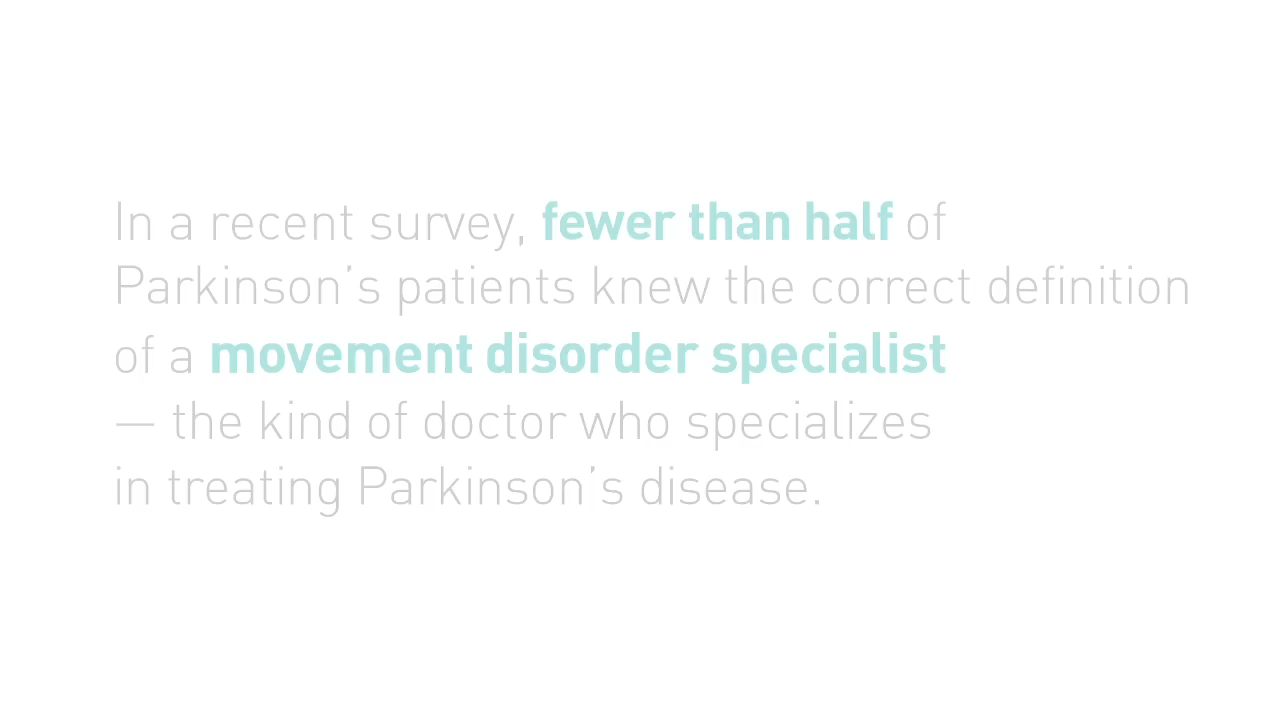 In a recent survey, fewer than half of
Parkinson’s patients knew the correct definition
of a movement disorder specialist
— the kind of doctor who specializes
in treating Parkinson’s disease.